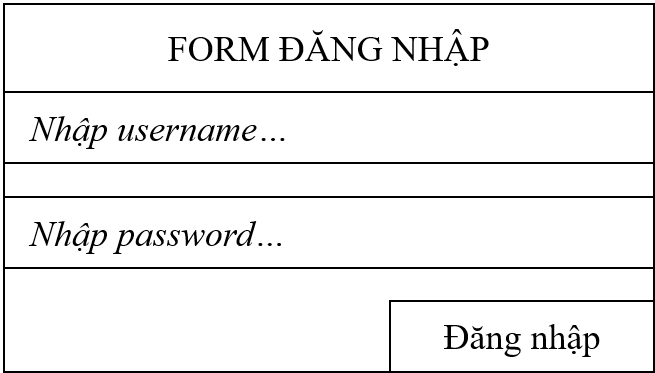 FORM ĐĂNG NHẬP
Nhập username…
Nhập password…
Đăng nhập